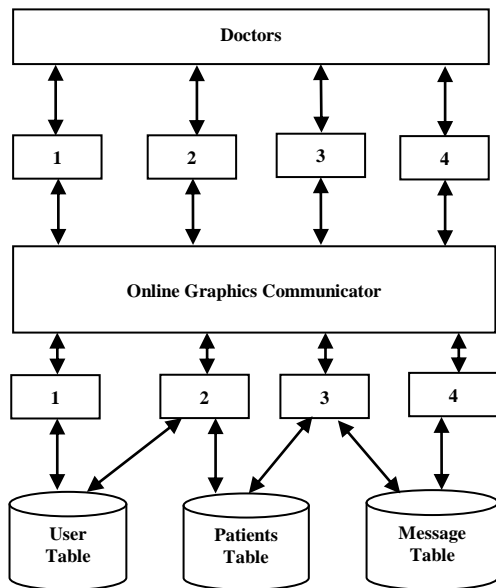 Doctors
1 2 3 4
Online Graphics Communicator
1 2 3 4
User
Table
Patients
Table
Message
Table